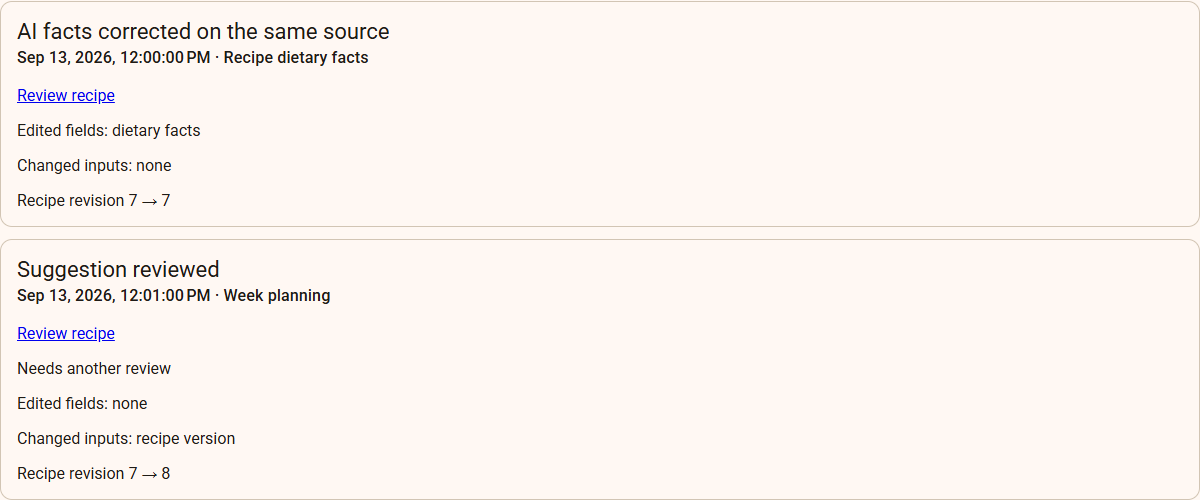 AI facts corrected on the same source
Sep 13, 2026, 12:00:00 PM · Recipe dietary facts
Review recipe
Edited fields: dietary facts
Changed inputs: none
Recipe revision 7 → 7
Suggestion reviewed
Sep 13, 2026, 12:01:00 PM · Week planning
Review recipe
Needs another review
Edited fields: none
Changed inputs: recipe version
Recipe revision 7 → 8